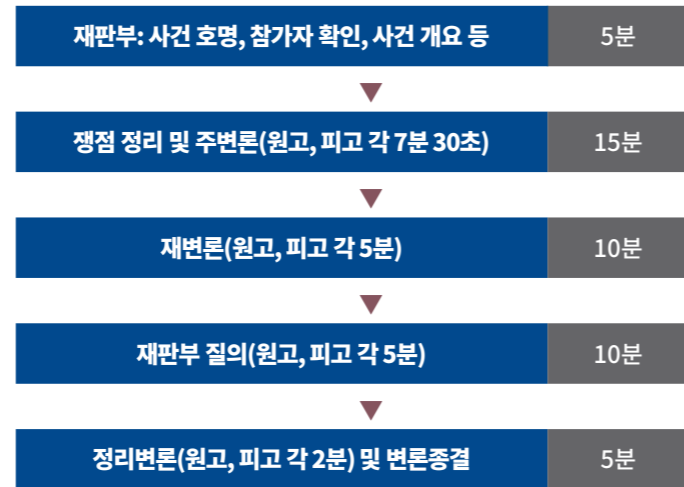 재판부: 사건 호명, 참가자 확인, 사건 개요 등 5분
쟁점 정리 및 주변론(원고, 피고 각 7분 30초) 15분
재변론(원고, 피고 각 5분) 10분
재판부 질의(원고, 피고 각 5분) 10분
정리변론(원고, 피고 각 2분) 및 변론종결 5분